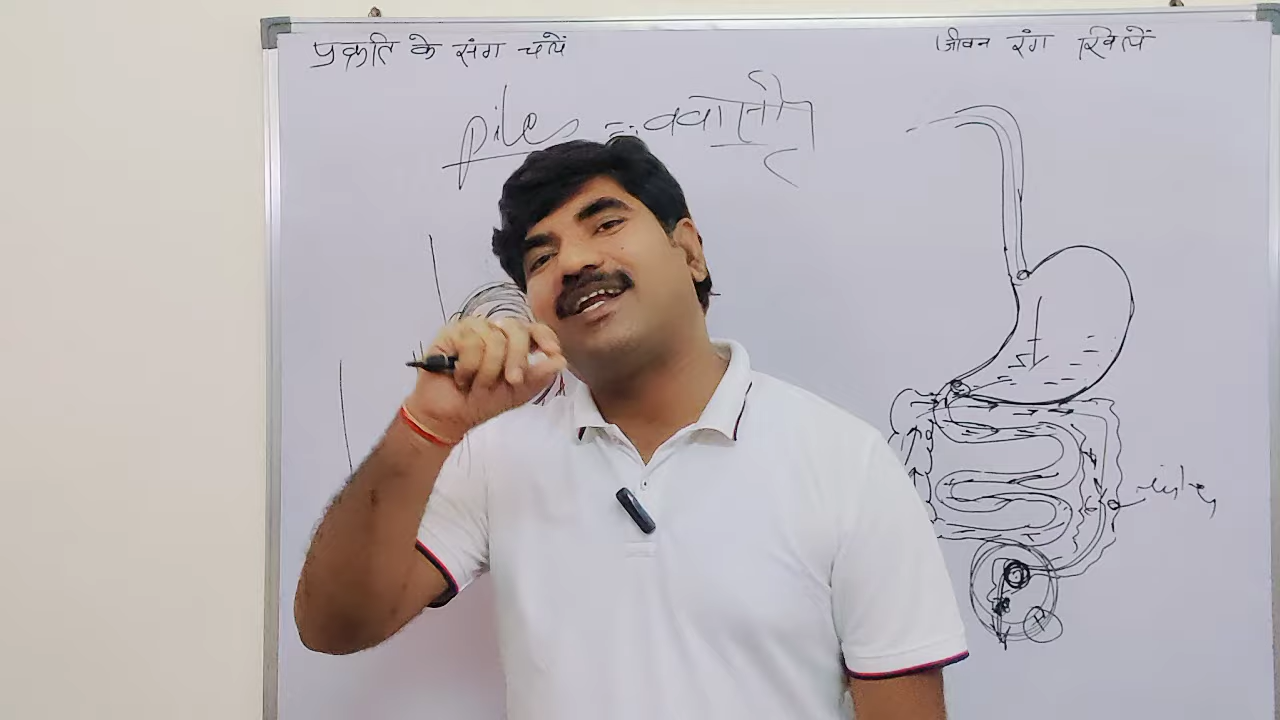 प्रकृति के संग चलें
जीवन रंग खिलें
piles = बवासीर